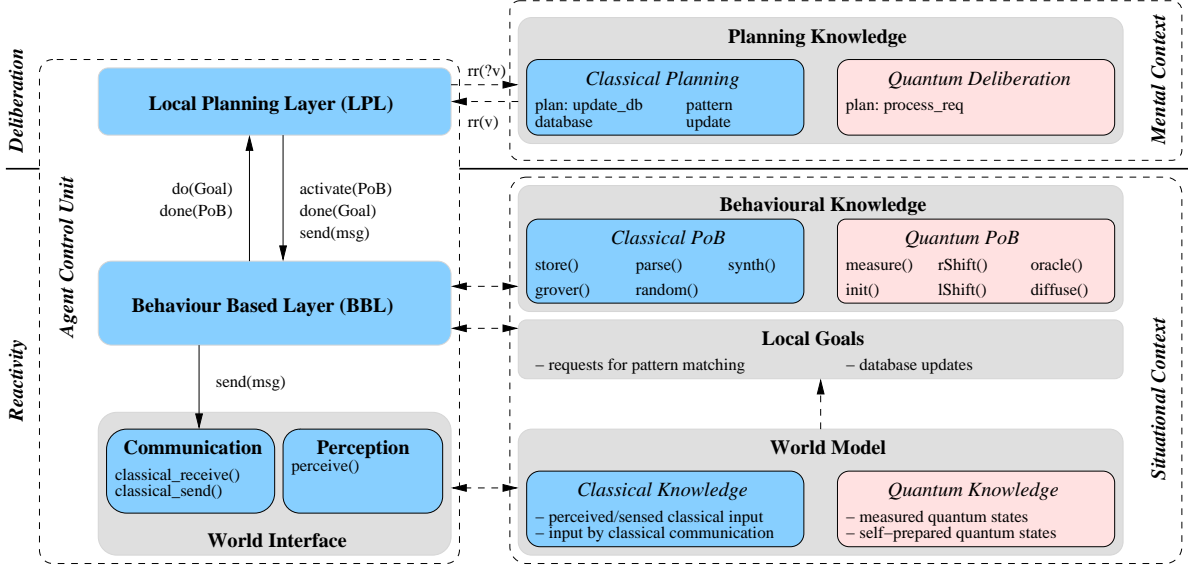 Deliberation
Reactivity
Agent Control Unit
Local Planning Layer (LPL)
rr(?v)
rr(v)
do(Goal)
done(PoB)
activate(PoB)
done(Goal)
send(msg)
Behaviour Based Layer (BBL)
send(msg)
Communication
classical_receive()
classical_send()
Perception
perceive()
World Interface
Mental Context
Planning Knowledge
Classical Planning
plan: update_db pattern
database update
Quantum Deliberation
plan: process_req
Situational Context
Behavioural Knowledge
Classical PoB
store() parse() synth()
grover() random()
Quantum PoB
measure() rShift() oracle()
init() lShift() diffuse()
Local Goals
– requests for pattern matching – database updates
World Model
Classical Knowledge
– perceived/sensed classical input
– input by classical communication
Quantum Knowledge
– measured quantum states
– self–prepared quantum states